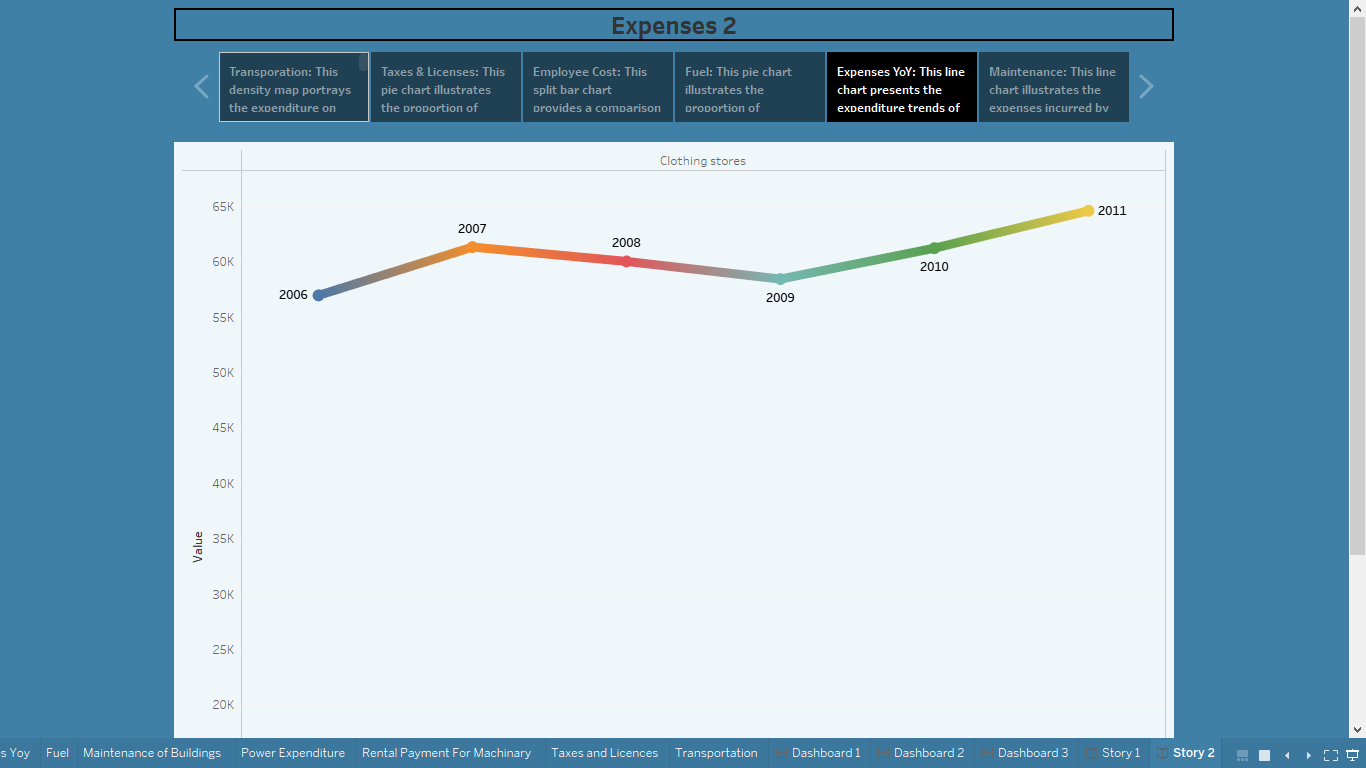 Expenses 2
Transporation: This
density map portrays
the expenditure on
Taxes & Licenses: This
pie chart illustrates
the proportion of
Employee Cost: This
split bar chart
provides a comparison
Fuel: This pie chart
illustrates the
proportion of
Expenses YoY: This line
chart presents the
expenditure trends of
Maintenance: This line
chart illustrates the
expenses incurred by
Clothing stores
65K
60K
55K
50K
45K
40K
35K
30K
25K
20K
Value
2006
2007
2008
2009
2010
2011
s Yoy
Fuel
Maintenance of Buildings
Power Expenditure
Rental Payment For Machinary
Taxes and Licences
Transportation
Dashboard 1
Dashboard 2
Dashboard 3
Story 1
Story 2